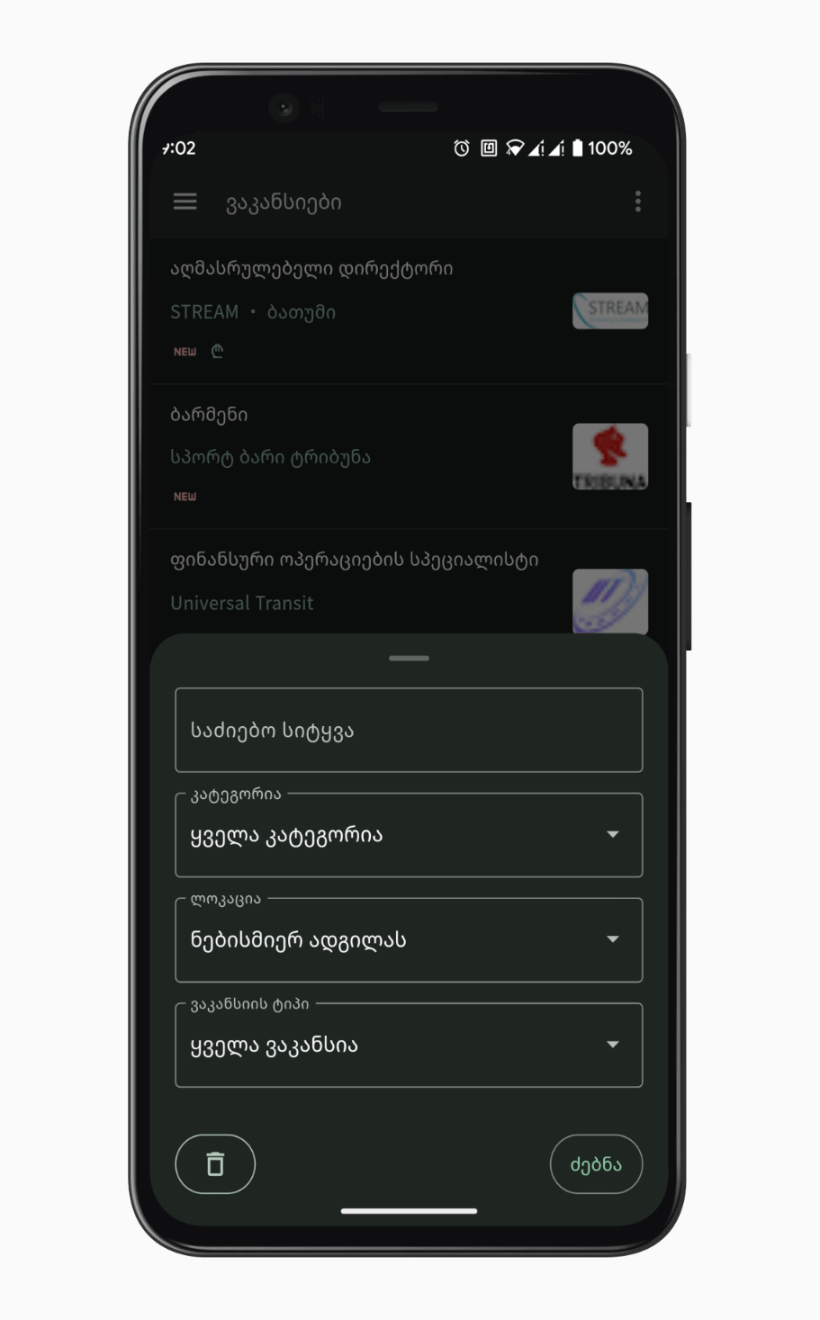 :02
100%
ვაკანსიები
აღმასრულებელი დირექტორი
STREAM • ბათუმი
STREAM
NEW ₾
ბარმენი
სპორტ ბარი ტრიბუნა
TRIBUNA
NEW
ფინანსური ოპერაციების სპეციალისტი
Universal Transit
საძიებო სიტყვა
კატეგორია
ყველა კატეგორია
ლოკაცია
ნებისმიერ ადგილას
ვაკანსიის ტიპი
ყველა ვაკანსია
ძებნა